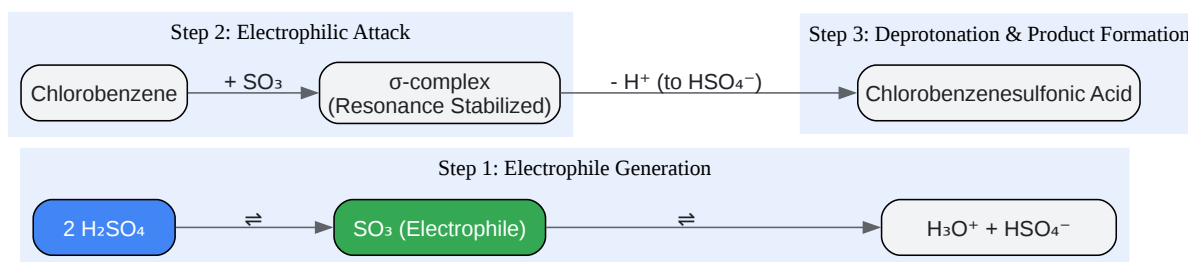 Step 2: Electrophilic Attack
Chlorobenzene
+ SO₃
σ-complex
(Resonance Stabilized)
- H⁺ (to HSO₄⁻)
Step 3: Deprotonation & Product Formation
Chlorobenzenesulfonic Acid
Step 1: Electrophile Generation
2 H₂SO₄
⇌
SO₃ (Electrophile)
⇌
H₃O⁺ + HSO₄⁻